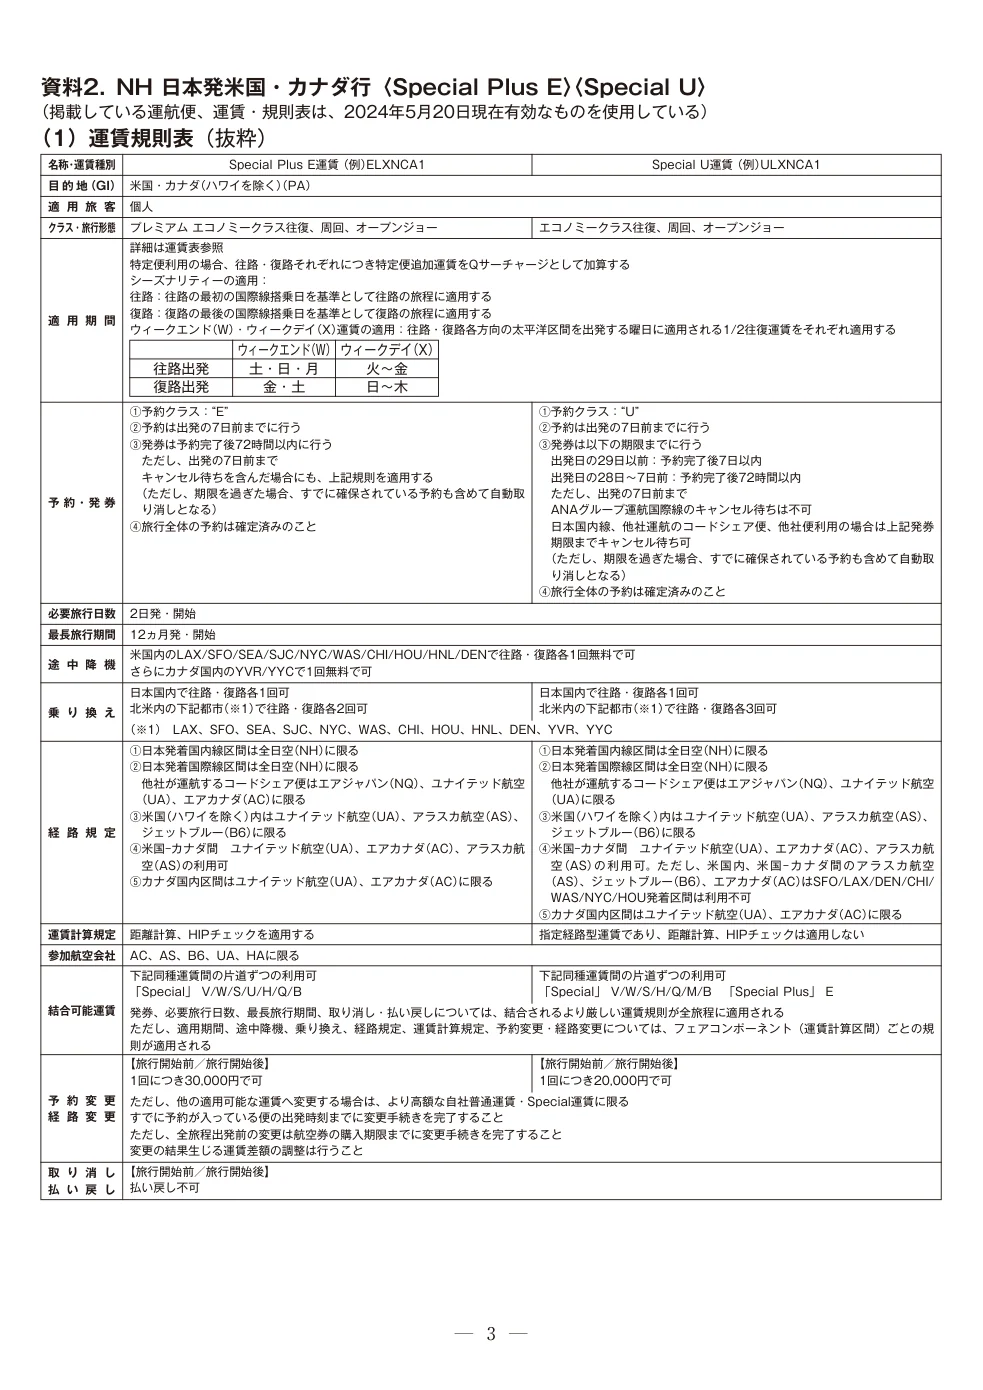 資料2．NH 日本発米国・カナダ行〈Special Plus E〉〈Special U〉
（掲載している運航便、運賃・規則表は、2024年5月20日現在有効なものを使用している）
（1）運賃規則表（抜粋）
名称・運賃種別 Special Plus E運賃（例）ELXNCA1 Special U運賃（例）ULXNCA1
目的地（GI） 米国・カナダ（ハワイを除く）（PA）
適用旅客 個人
クラス・旅行形態 プレミアム エコノミークラス往復、周回、オープンジョー エコノミークラス往復、周回、オープンジョー
適用期間
詳細は運賃表参照
特定便利用の場合、往路・復路それぞれにつき特定便追加運賃をQサーチャージとして加算する
シーズナリティーの適用：
往路：往路の最初の国際線搭乗日を基準として往路の旅程に適用する
復路：復路の最後の国際線搭乗日を基準として復路の旅程に適用する
ウィークエンド（W）・ウィークデイ（X）運賃の適用：往路・復路各方向の太平洋区間を出発する曜日に適用される1/2往復運賃をそれぞれ適用する
ウィークエンド（W） ウィークデイ（X）
往路出発 土・日・月 火〜金
復路出発 金・土 日〜木
予約・発券
①予約クラス：“E”
②予約は出発の7日前までに行う
③発券は予約完了後72時間以内に行う
ただし、出発の7日前まで
キャンセル待ちを含んだ場合にも、上記規則を適用する
（ただし、期限を過ぎた場合、すでに確保されている予約も含めて自動取
り消しとなる）
④旅行全体の予約は確定済みのこと
①予約クラス：“U”
②予約は出発の7日前までに行う
③発券は以下の期限までに行う
出発日の29日以前：予約完了後7日以内
出発日の28日〜7日前：予約完了後72時間以内
ただし、出発の7日前まで
ANAグループ運航国際線のキャンセル待ちは不可
日本国内線、他社運航のコードシェア便、他社便利用の場合は上記発券
期限までキャンセル待ち可
（ただし、期限を過ぎた場合、すでに確保されている予約も含めて自動取
り消しとなる）
④旅行全体の予約は確定済みのこと
必要旅行日数 2日発・開始
最長旅行期間 12ヵ月発・開始
途中降機
米国内のLAX/SFO/SEA/SJC/NYC/WAS/CHI/HOU/HNL/DENで往路・復路各1回無料で可
さらにカナダ国内のYVR/YYCで1回無料で可
乗り換え
日本国内で往路・復路各1回可
北米内の下記都市（※1）で往路・復路各2回可
日本国内で往路・復路各1回可
北米内の下記都市（※1）で往路・復路各3回可
（※1） LAX、SFO、SEA、SJC、NYC、WAS、CHI、HOU、HNL、DEN、YVR、YYC
経路規定
①日本発着国内線区間は全日空（NH）に限る
②日本発着国際線区間は全日空（NH）に限る
他社が運航するコードシェア便はエアジャパン（NQ）、ユナイテッド航空
（UA）、エアカナダ（AC）に限る
③米国（ハワイを除く）内はユナイテッド航空（UA）、アラスカ航空（AS）、
ジェットブルー（B6）に限る
④米国−カナダ間 ユナイテッド航空（UA）、エアカナダ（AC）、アラスカ航
空（AS）の利用可
⑤カナダ国内区間はユナイテッド航空（UA）、エアカナダ（AC）に限る
①日本発着国内線区間は全日空（NH）に限る
②日本発着国際線区間は全日空（NH）に限る
他社が運航するコードシェア便はエアジャパン（NQ）、ユナイテッド航空
（UA）に限る
③米国（ハワイを除く）内はユナイテッド航空（UA）、アラスカ航空（AS）、
ジェットブルー（B6）に限る
④米国−カナダ間 ユナイテッド航空（UA）、エアカナダ（AC）、アラスカ航
空（AS）の利用可。ただし、米国内、米国−カナダ間のアラスカ航空
（AS）、ジェットブルー（B6）、エアカナダ（AC）はSFO/LAX/DEN/CHI/
WAS/NYC/HOU発着区間は利用不可
⑤カナダ国内区間はユナイテッド航空（UA）、エアカナダ（AC）に限る
運賃計算規定 距離計算、HIPチェックを適用する 指定経路型運賃であり、距離計算、HIPチェックは適用しない
参加航空会社 AC、AS、B6、UA、HAに限る
結合可能運賃
下記同種運賃間の片道ずつの利用可
「Special」 V/W/S/U/H/Q/B
下記同種運賃間の片道ずつの利用可
「Special」 V/W/S/H/Q/M/B 「Special Plus」 E
発券、必要旅行日数、最長旅行期間、取り消し・払い戻しについては、結合されるより厳しい運賃規則が全旅程に適用される
ただし、適用期間、途中降機、乗り換え、経路規定、運賃計算規定、予約変更・経路変更については、フェアコンポーネント（運賃計算区間）ごとの規
則が適用される
予約変更
経路変更
【旅行開始前／旅行開始後】
1回につき30,000円で可
【旅行開始前／旅行開始後】
1回につき20,000円で可
ただし、他の適用可能な運賃へ変更する場合は、より高額な自社普通運賃・Special運賃に限る
すでに予約が入っている便の出発時刻までに変更手続きを完了すること
ただし、全旅程出発前の変更は航空券の購入期限までに変更手続きを完了すること
変更の結果生じる運賃差額の調整は行うこと
取り消し
払い戻し
【旅行開始前／旅行開始後】
払い戻し不可
— 3 —